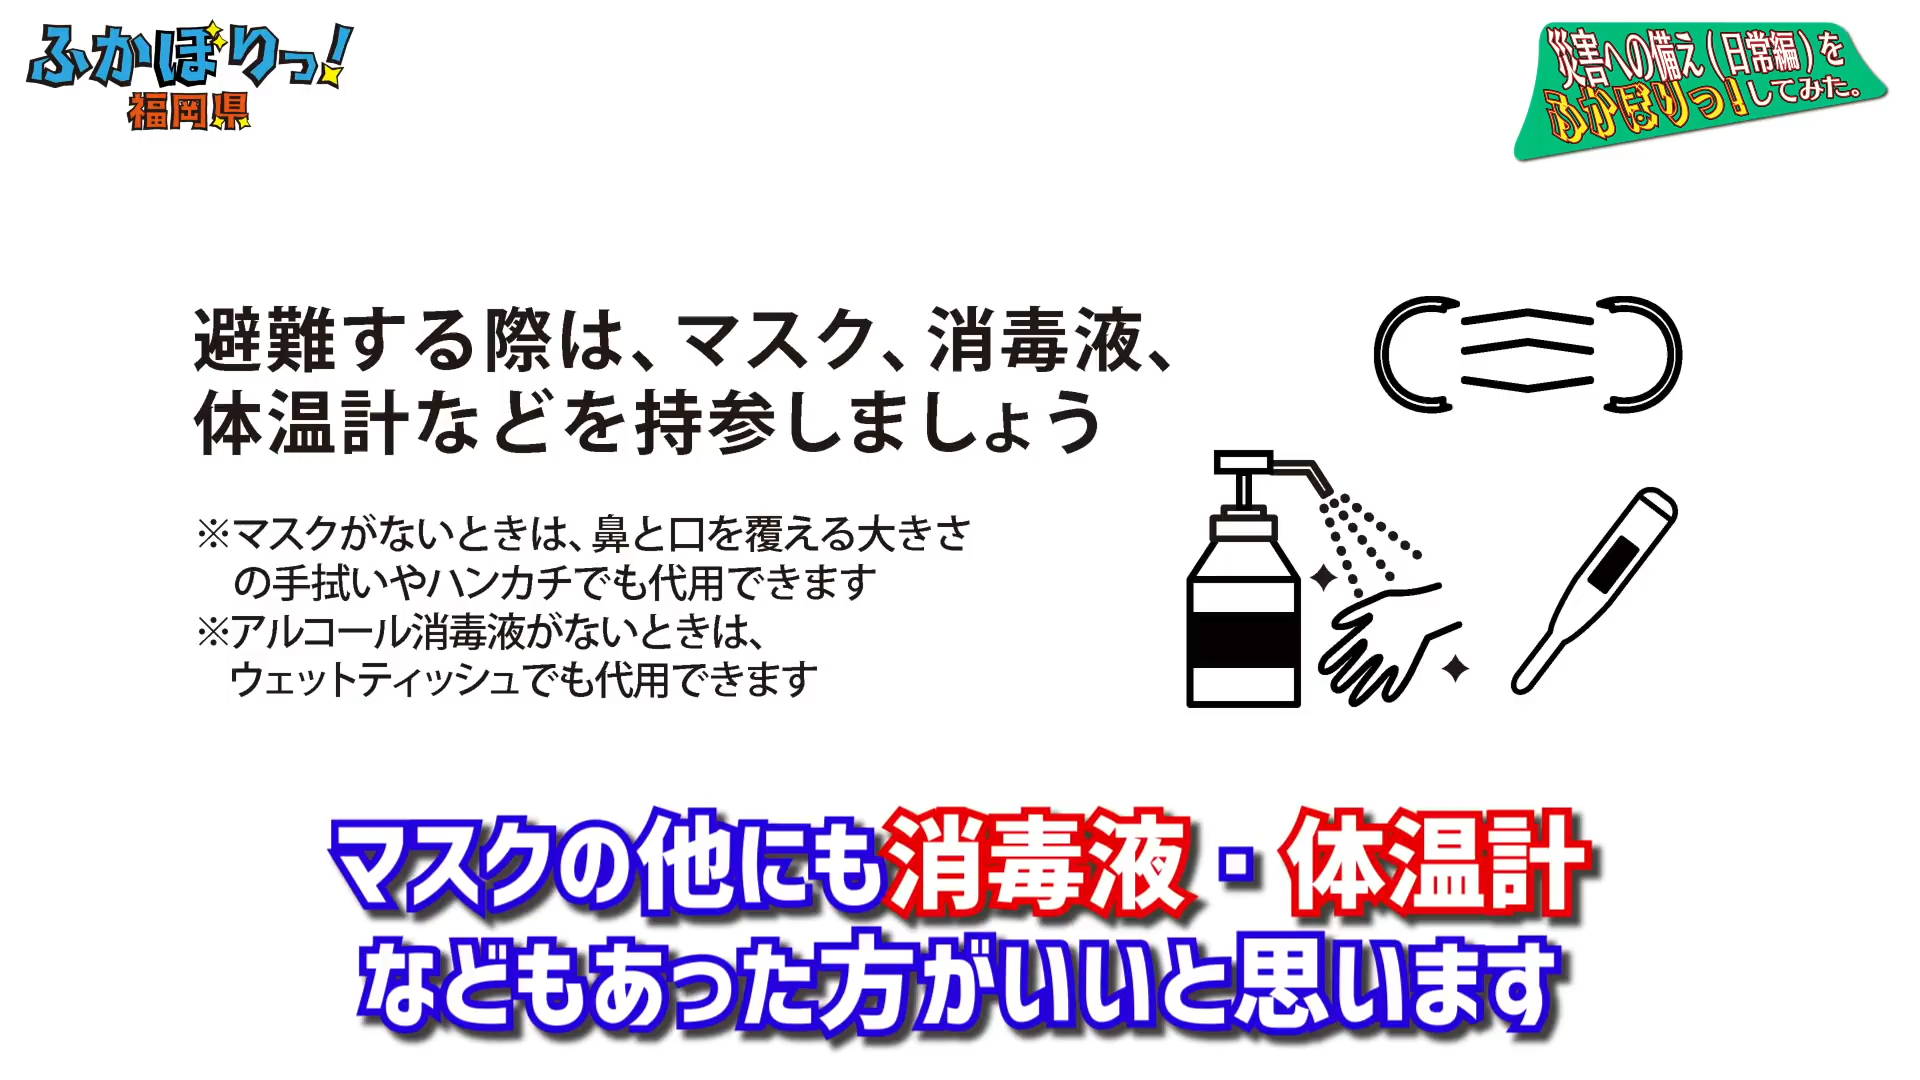 ふかぼりっ!
福岡県
災害への備え(日常編)を
ふかぼりっ!してみた。
避難する際は、マスク、消毒液、
体温計などを持参しましょう
※マスクがないときは、鼻と口を覆える大きさ
の手拭いやハンカチでも代用できます
※アルコール消毒液がないときは、
ウェットティッシュでも代用できます
マスクの他にも消毒液・体温計
などもあった方がいいと思います